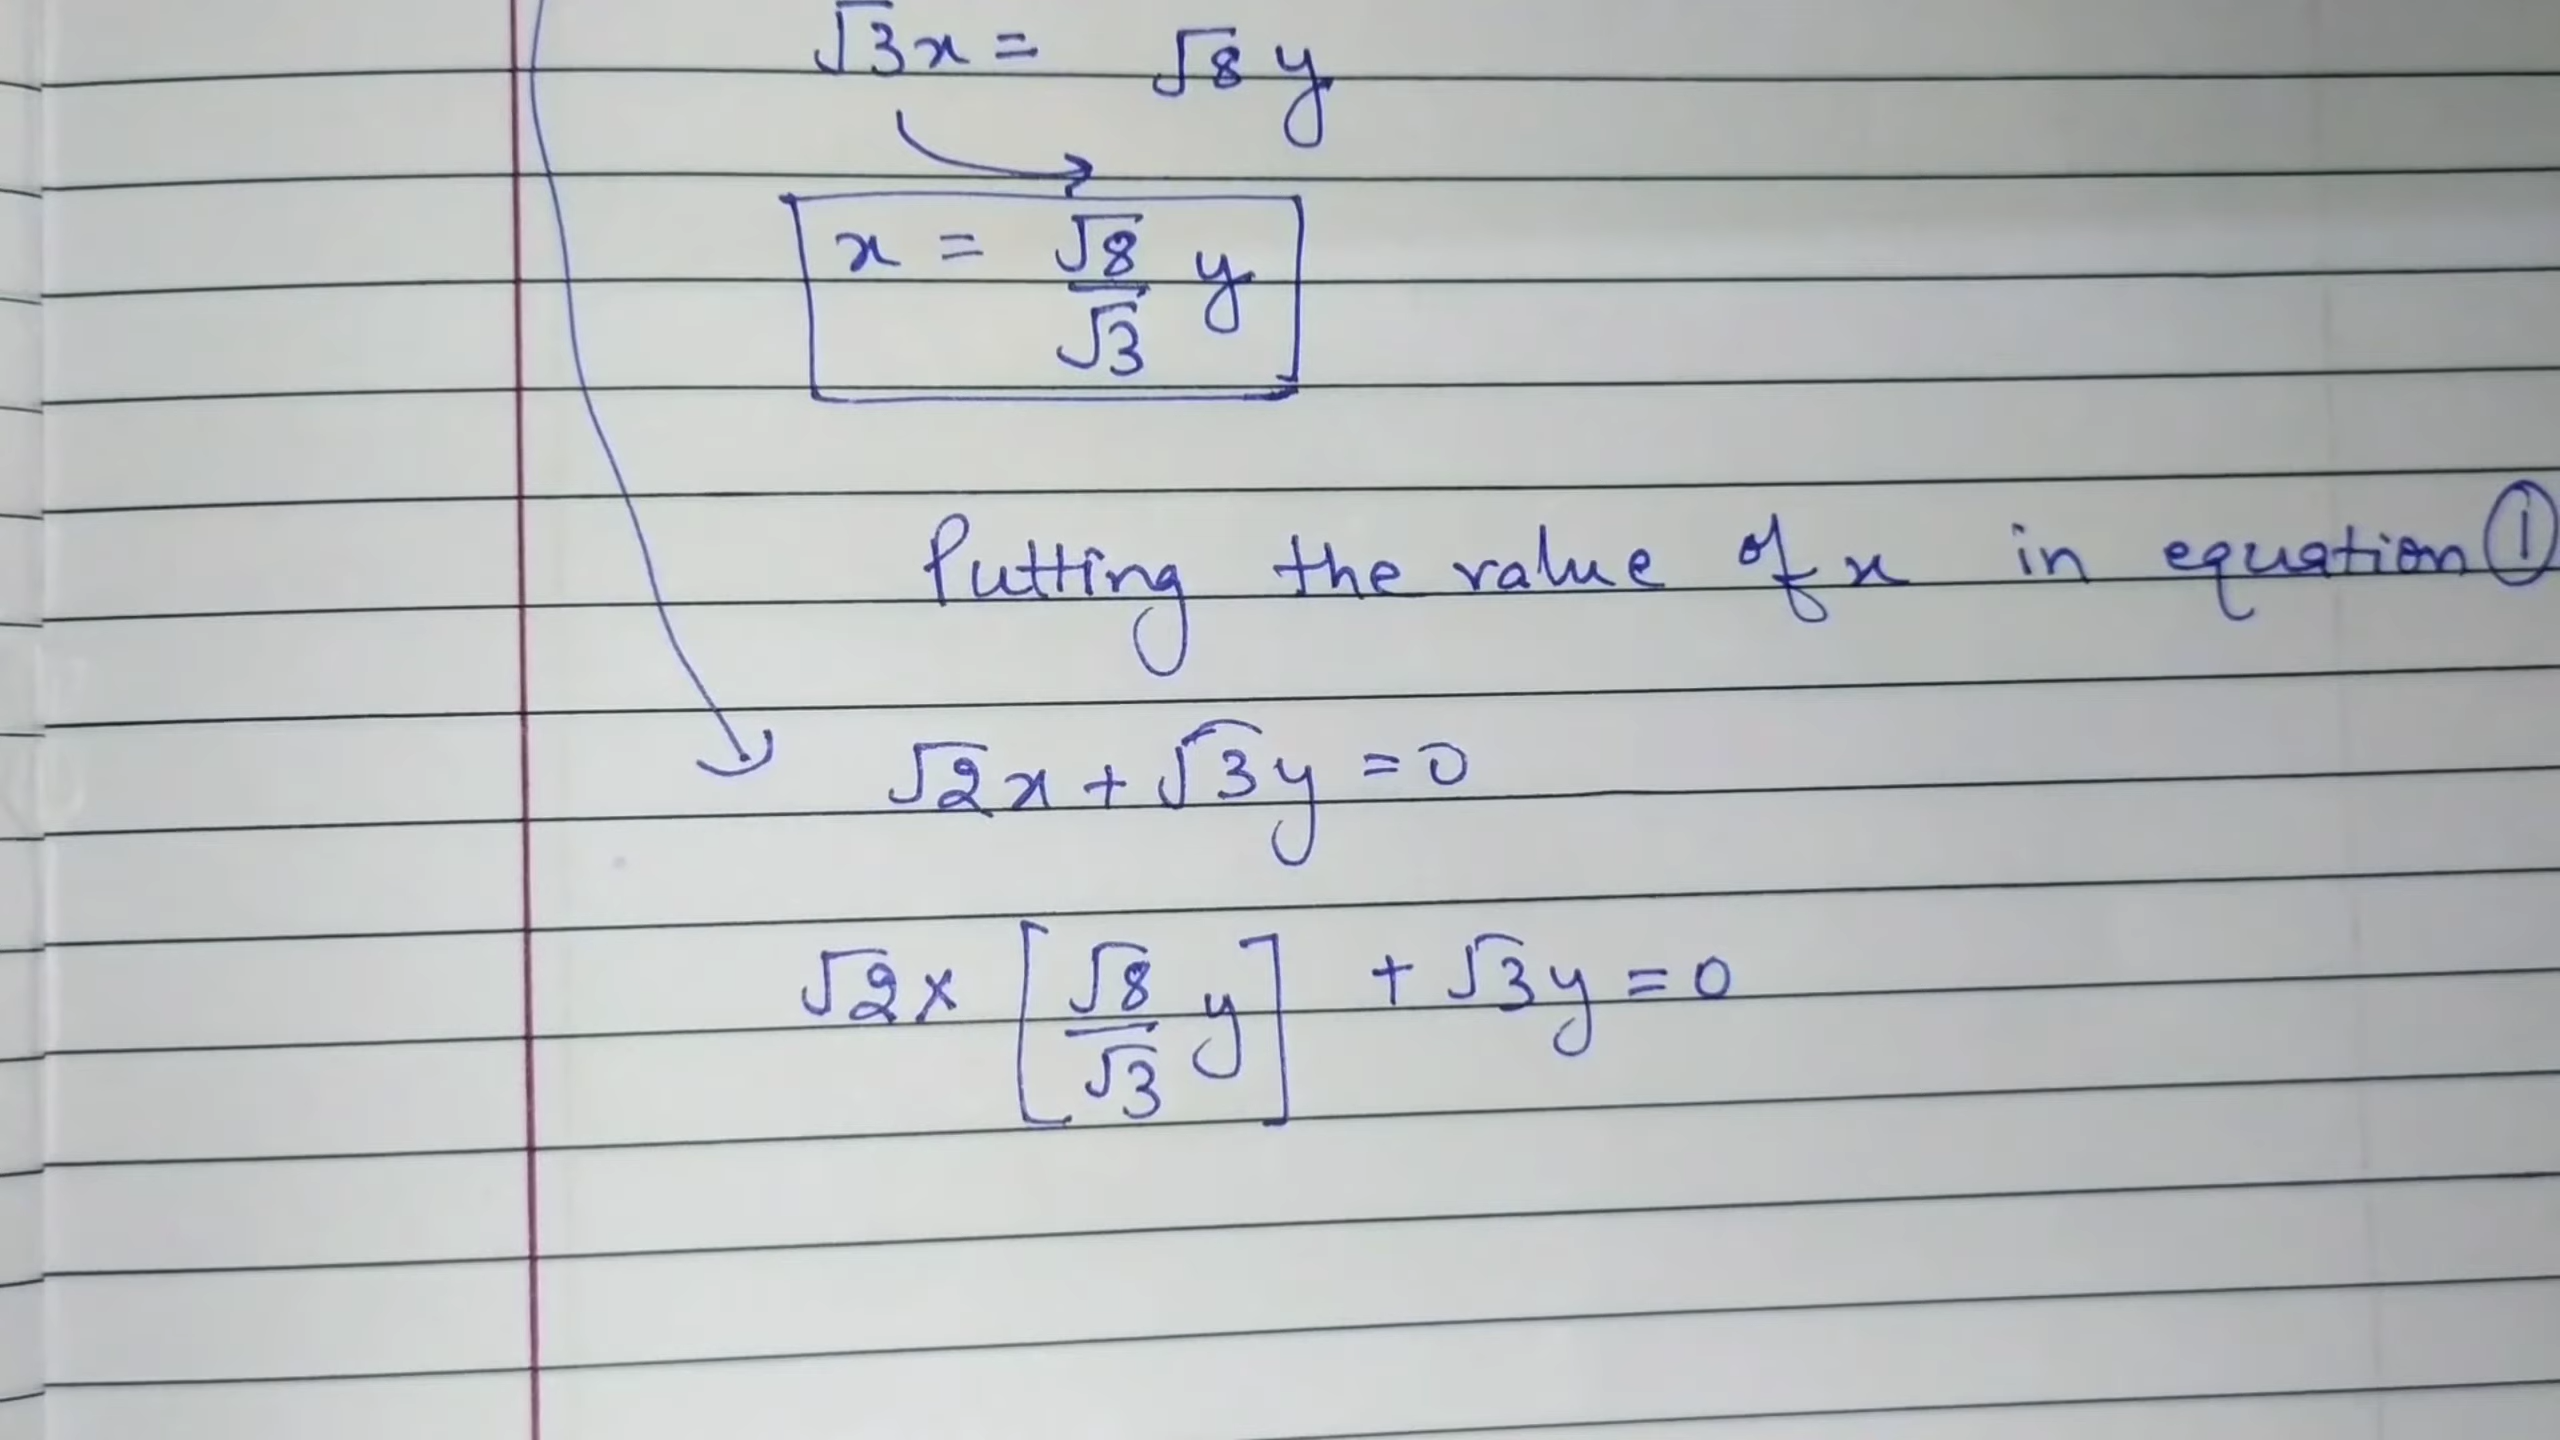 √3x = √8 y
x = √8/√3 y
Putting the value of x in equation ①
√2x + √3y = 0
√2 × [√8/√3 y] + √3y = 0